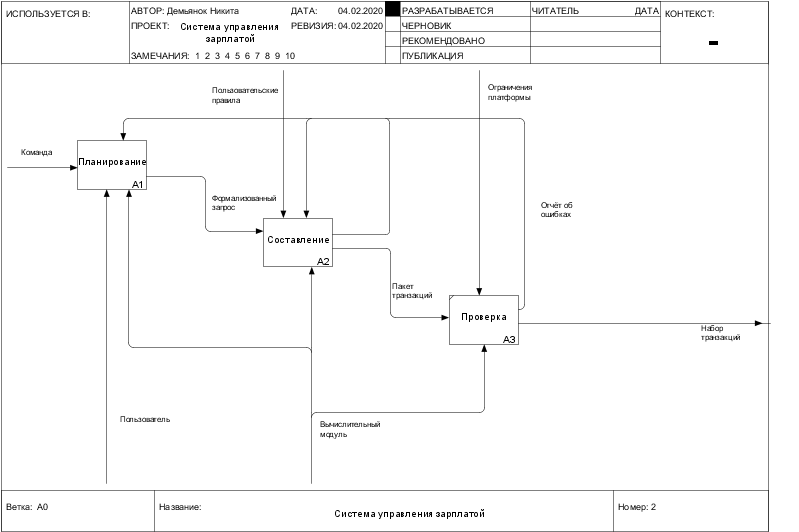 ИСПОЛЬЗУЕТСЯ В:
АВТОР: Демьянок Никита
ДАТА: 04.02.2020
РАЗРАБАТЫВАЕТСЯ
ЧИТАТЕЛЬ
ДАТА
КОНТЕКСТ:
ПРОЕКТ: Система управления
зарплатой
РЕВИЗИЯ: 04.02.2020
ЧЕРНОВИК
РЕКОМЕНДОВАНО
ЗАМЕЧАНИЯ: 1 2 3 4 5 6 7 8 9 10
ПУБЛИКАЦИЯ
Пользовательские
правила
Ограничения
платформы
Команда
Планирование
A1
Формализованный
запрос
Отчёт об
ошибках
Составление
A2
Пакет
транзакций
Проверка
A3
Набор
транзакций
Пользователь
Вычислительный
модуль
Ветка: A0
Название:
Система управления зарплатой
Номер: 2